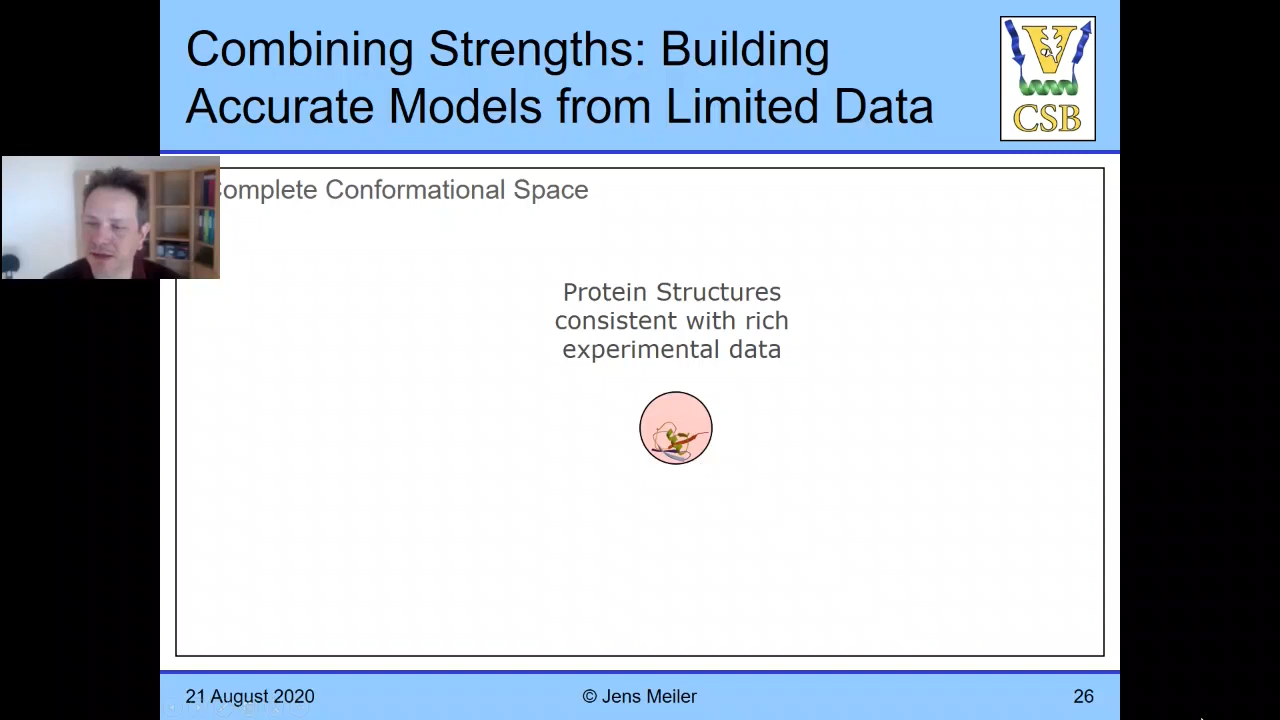 Combining Strengths: Building
Accurate Models from Limited Data
CSB
omplete Conformational Space
Protein Structures
consistent with rich
experimental data
21 August 2020
© Jens Meiler
26